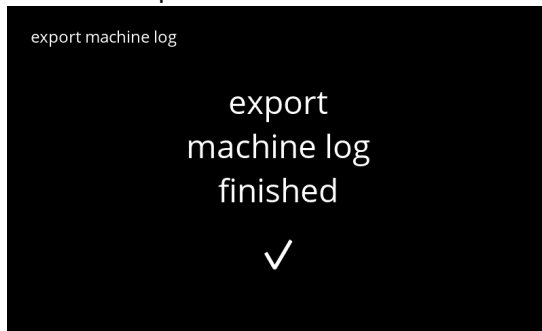 export machine log
export
machine log
finished